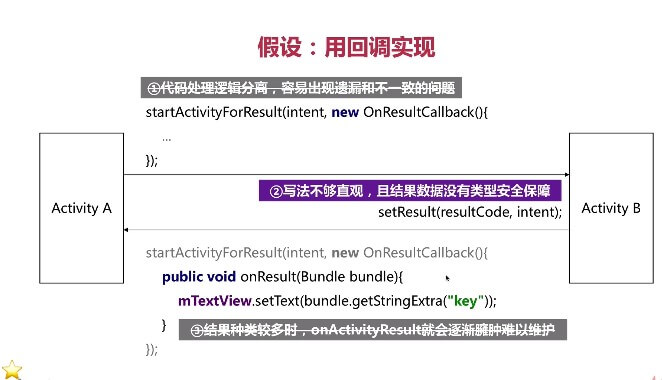 假设：用回调实现
①代码处理逻辑分离，容易出现遗漏和不一致的问题
startActivityForResult(intent, new OnResultCallback(){
...
});
②写法不够直观，且结果数据没有类型安全保障
setResult(resultCode, intent);
Activity A
Activity B
startActivityForResult(intent, new OnResultCallback(){
public void onResult(Bundle bundle){
mTextView.setText(bundle.getStringExtra("key"));
}
③结果种类较多时，onActivityResult就会逐渐臃肿难以维护
});